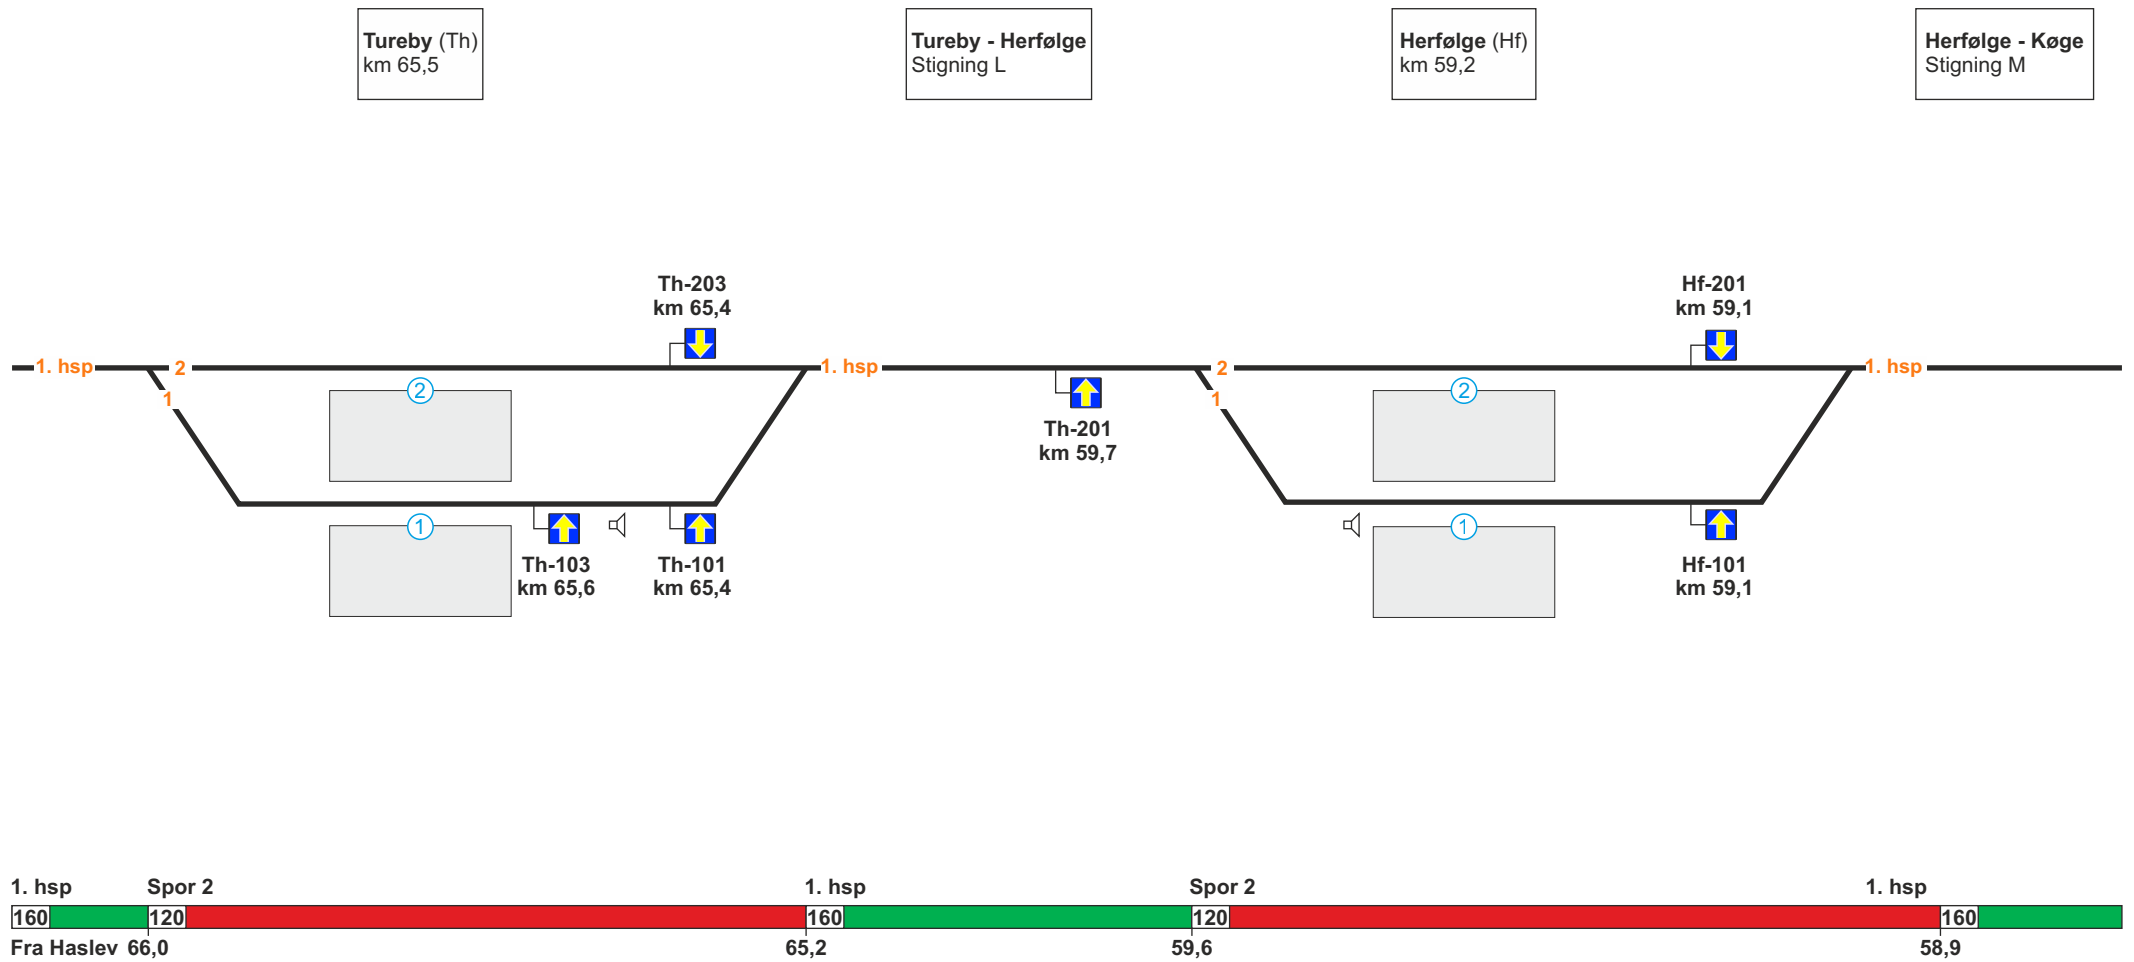 Tureby (Th)
km 65,5
Tureby - Herfølge
Stigning L
Herfølge (Hf)
km 59,2
Herfølge - Køge
Stigning M
Th-203
km 65,4
Hf-201
km 59,1
1. hsp
2
1. hsp
2
1. hsp
1
2
1
2
Th-201
km 59,7
1
1
Th-103
km 65,6
Th-101
km 65,4
Hf-101
km 59,1
1. hsp
Spor 2
1. hsp
Spor 2
1. hsp
160
120
160
120
160
Fra Haslev 66,0
65,2
59,6
58,9